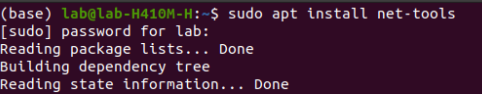 (base) lab@lab-H410M-H:~$ sudo apt install net-tools
[sudo] password for lab:
Reading package lists... Done
Building dependency tree
Reading state information... Done